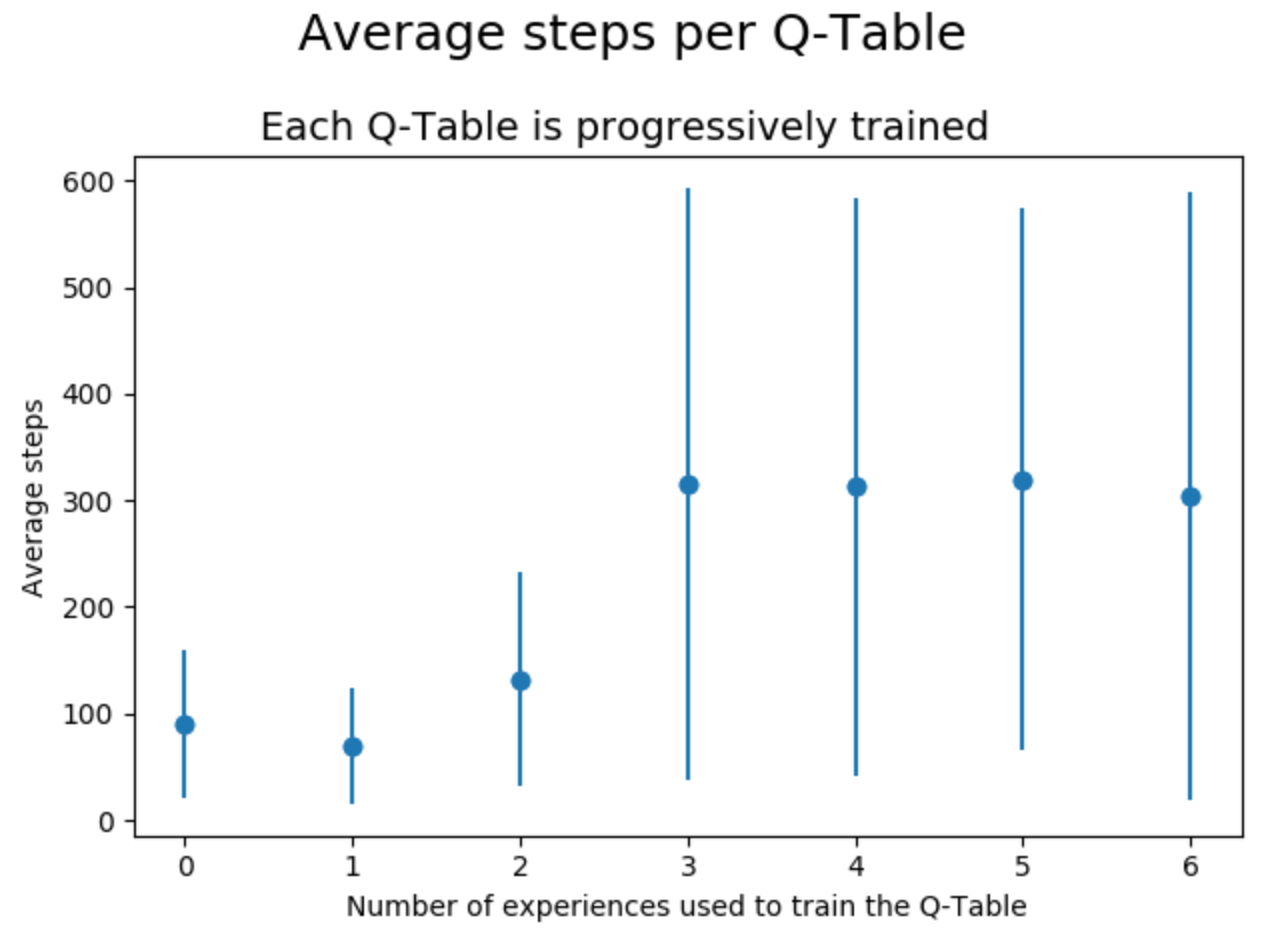 Average steps per Q-Table
Each Q-Table is progressively trained
600
500
400
300
200
100
0
Average steps
0 1 2 3 4 5 6
Number of experiences used to train the Q-Table